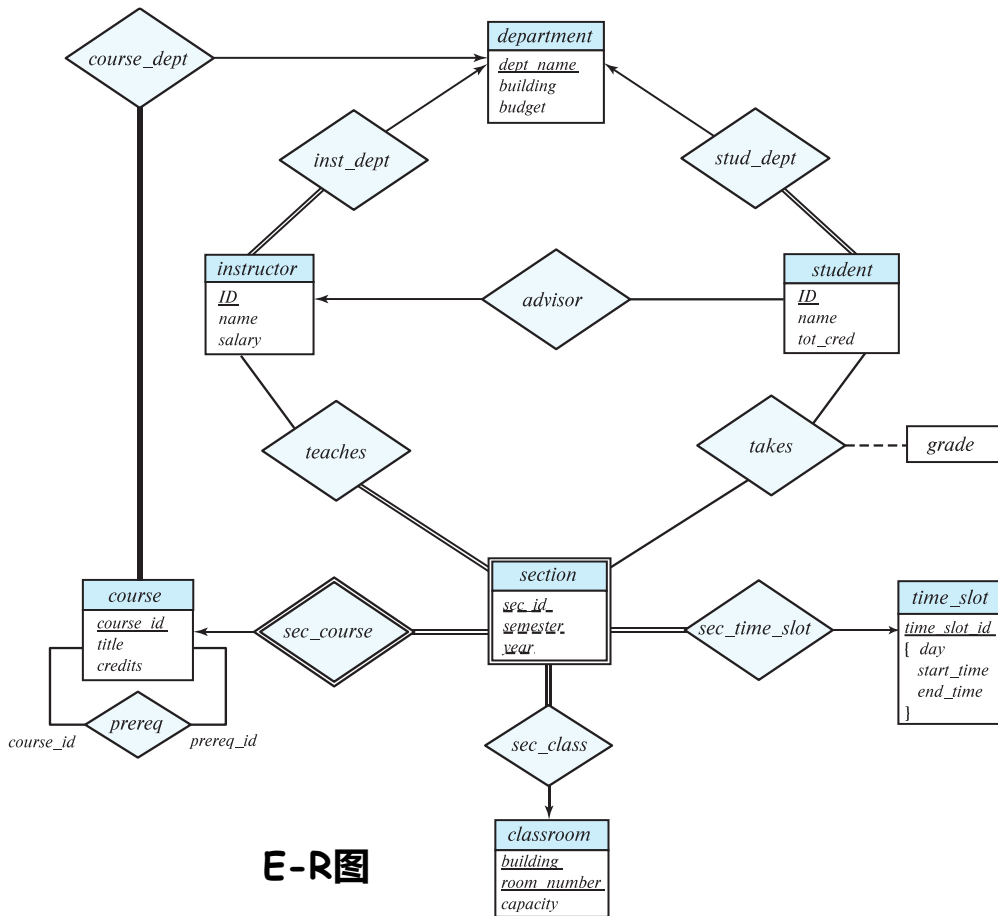 department
course_dept
dept_name
building
budget
inst_dept
stud_dept
instructor
ID
name
salary
advisor
student
ID
name
tot_cred
teaches
takes
grade
course
course_id
title
credits
sec_course
section
sec_id
semester
year
sec_time_slot
time_slot
time_slot_id
{ day
start_time
end_time
}
prereq
course_id
prereq_id
sec_class
classroom
building
room_number
capacity
E-R图